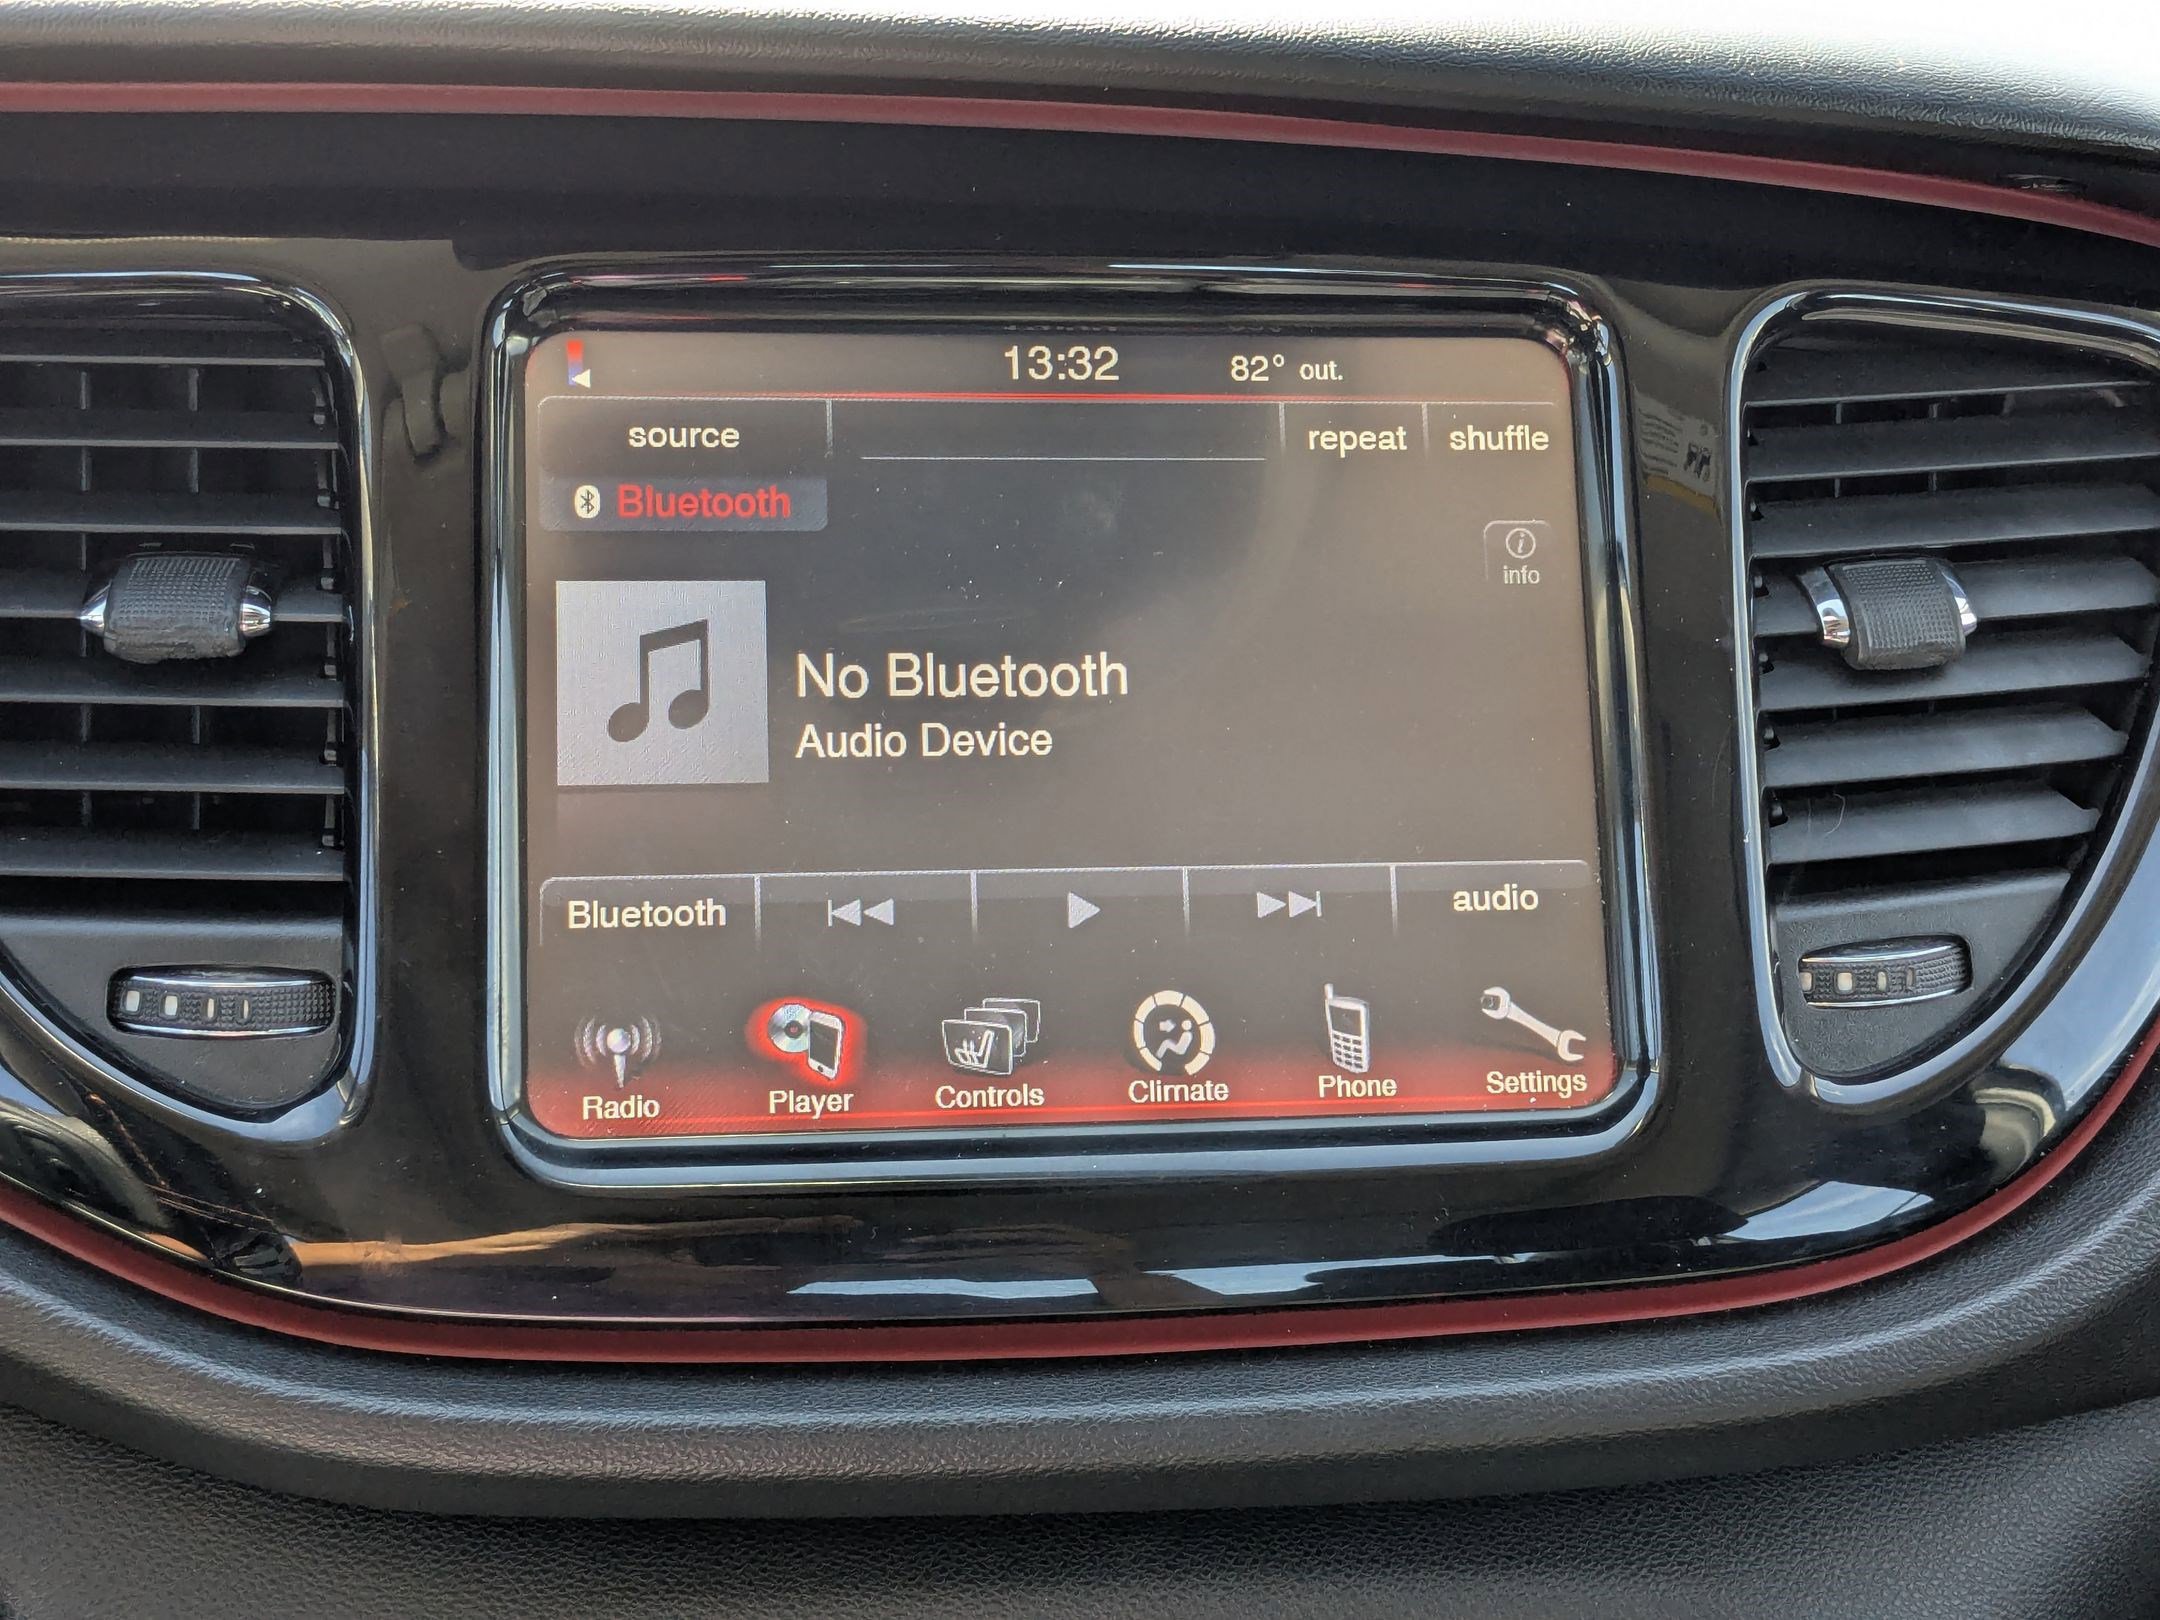 13:32 82° out.
source repeat shuffle
Bluetooth
info
No Bluetooth
Audio Device
Bluetooth audio
Radio Player Controls Climate Phone Settings